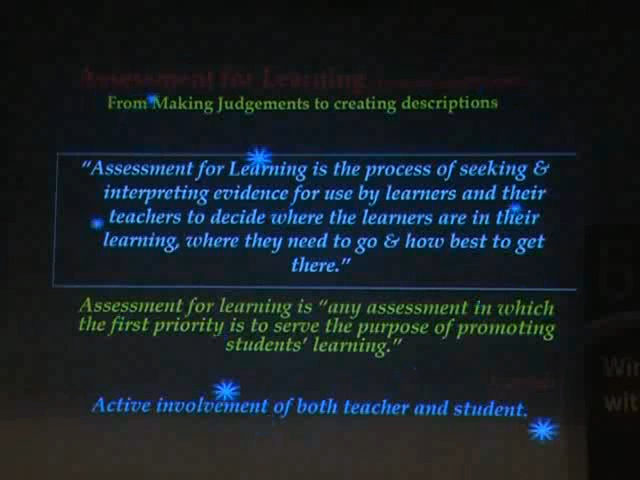 Assessment for Learning
From Making Judgements to creating descriptions
"Assessment for Learning is the process of seeking &
interpreting evidence for use by learners and their
teachers to decide where the learners are in their
learning, where they need to go & how best to get
there."
Assessment for learning is "any assessment in which
the first priority is to serve the purpose of promoting
students' learning."
Active involvement of both teacher and student.